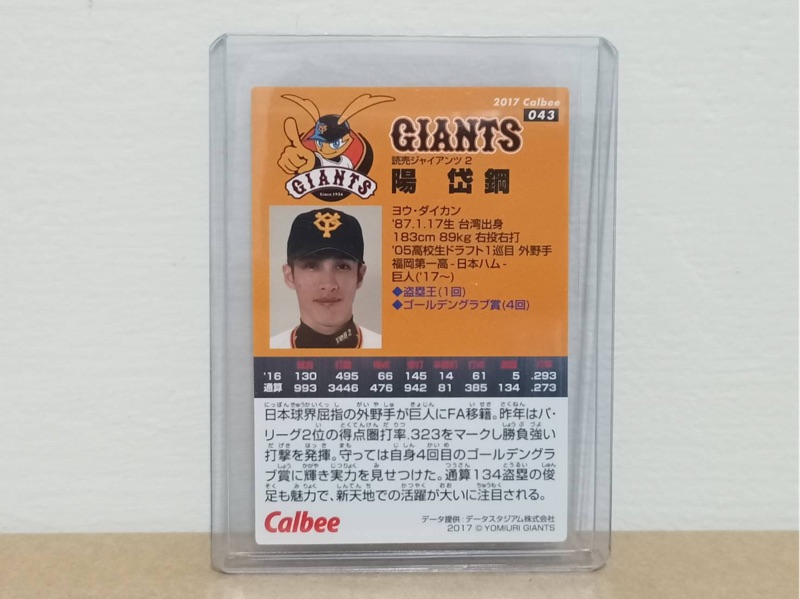 2017 Calbee
043
GIANTS
GIANTS
Since 1934
読売ジャイアンツ 2
陽 岱鋼
ヨウ・ダイカン
'87.1.17生 台湾出身
183cm 89kg 右投右打
'05高校生ドラフト1巡目 外野手
福岡第一高-日本ハム-
巨人('17〜)
◆盗塁王(1回)
◆ゴールデングラブ賞(4回)
'16 130 495 66 145 14 61 5 .293
通算 993 3446 476 942 81 385 134 .273
日本球界屈指の外野手が巨人にFA移籍。昨年はパ・
リーグ2位の得点圏打率.323をマークし勝負強い
打撃を発揮。守っては自身4回目のゴールデングラ
ブ賞に輝き実力を見せつけた。通算134盗塁の俊
足も魅力で、新天地での活躍が大いに注目される。
Calbee
データ提供:データスタジアム株式会社
2017 © YOMIURI GIANTS